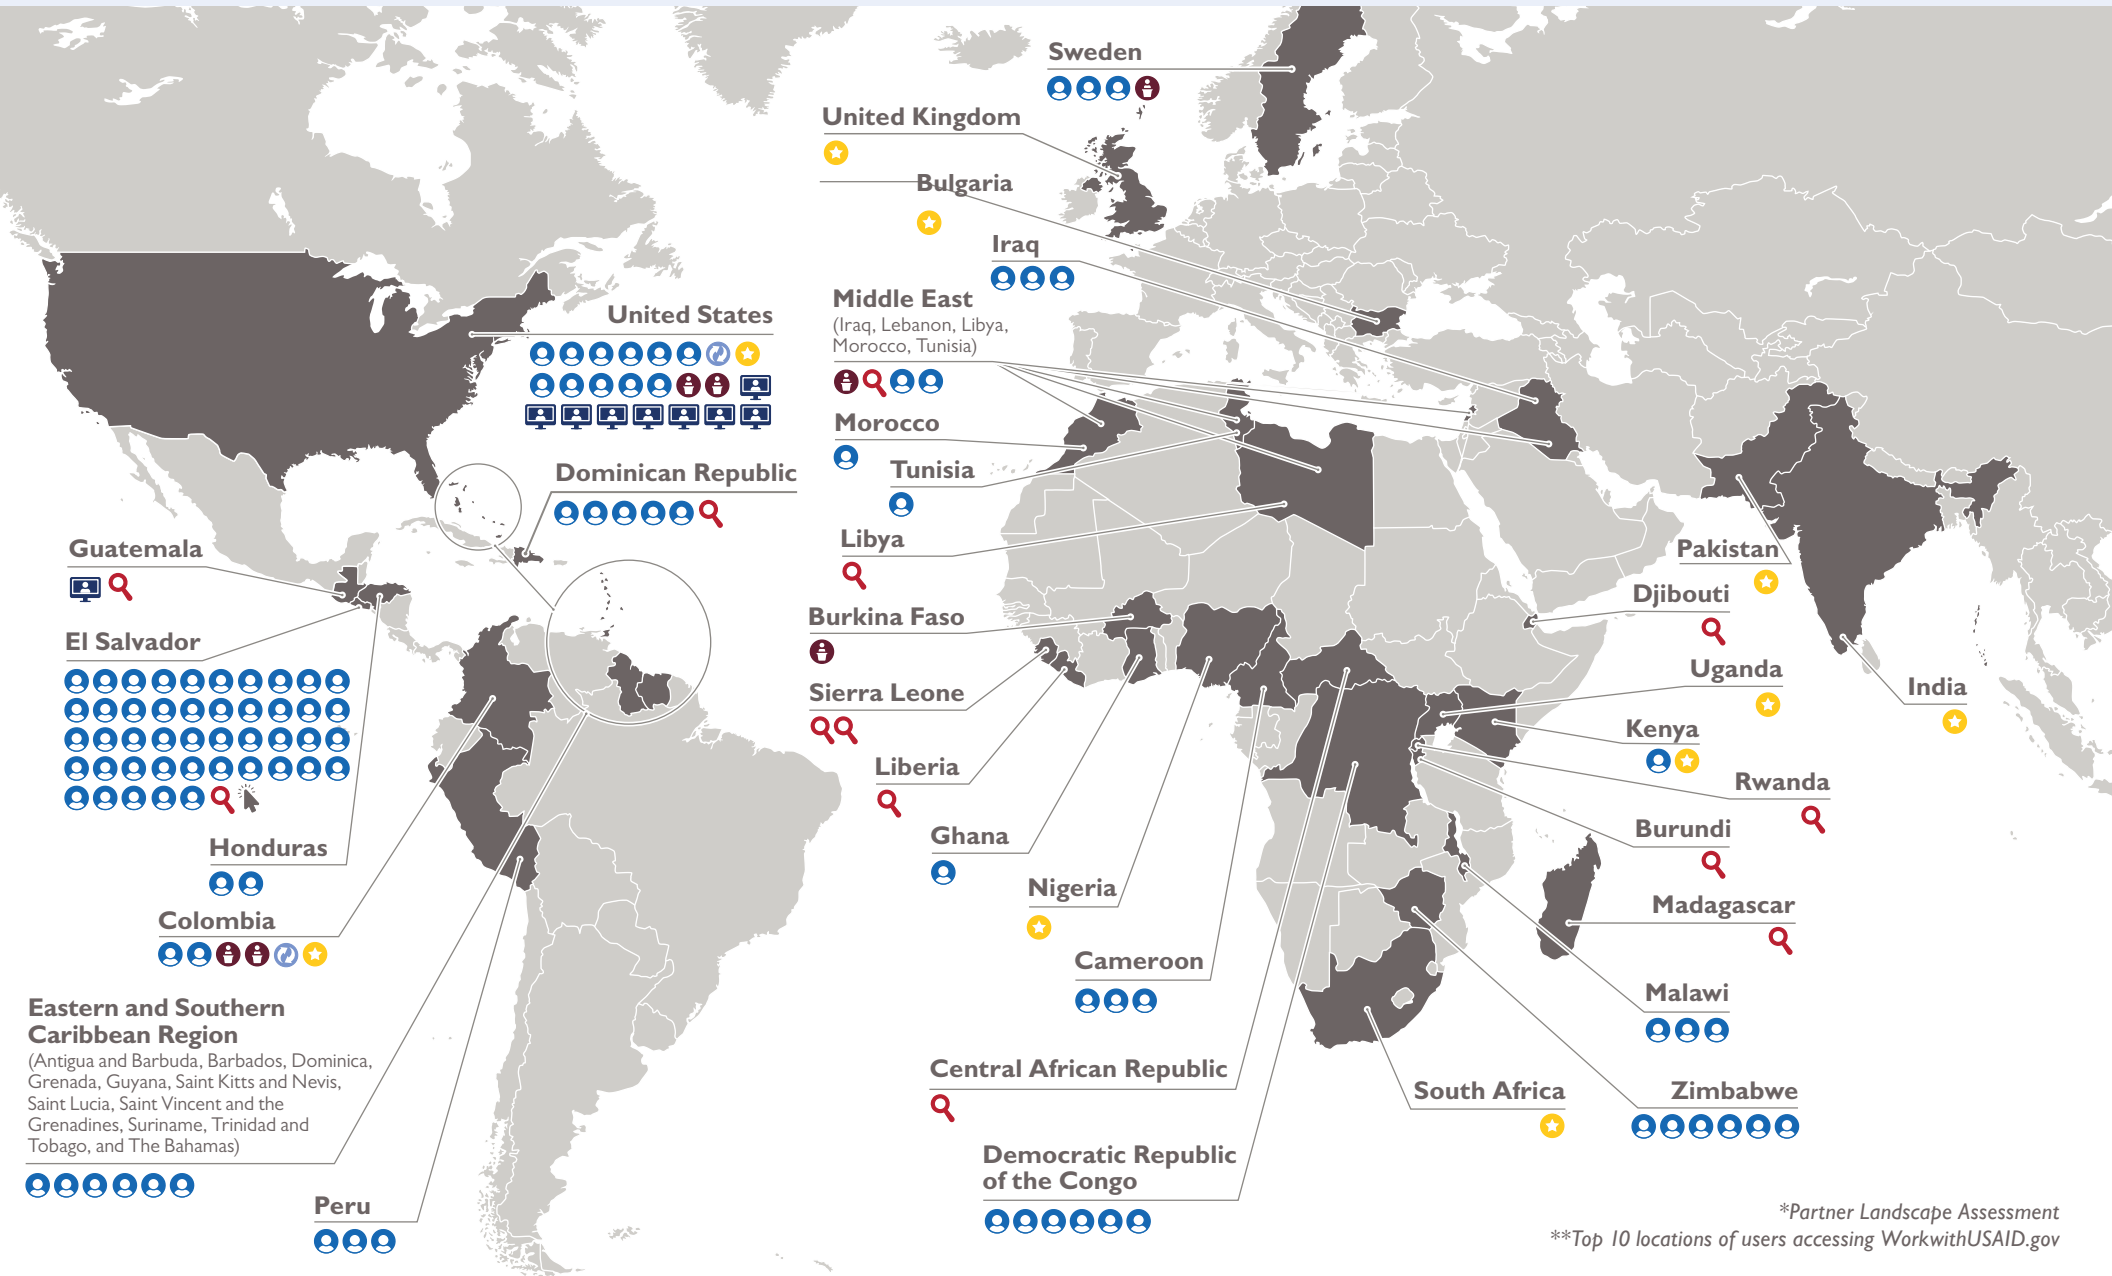 Sweden
United Kingdom
Bulgaria
Iraq
Middle East
(Iraq, Lebanon, Libya,
Morocco, Tunisia)
United States
Morocco
Tunisia
Dominican Republic
Libya
Guatemala
Pakistan
Djibouti
Burkina Faso
El Salvador
Uganda
India
Sierra Leone
Kenya
Liberia
Rwanda
Burundi
Ghana
Honduras
Nigeria
Madagascar
Colombia
Cameroon
Malawi
Eastern and Southern
Caribbean Region
(Antigua and Barbuda, Barbados, Dominica,
Grenada, Guyana, Saint Kitts and Nevis,
Saint Lucia, Saint Vincent and the
Grenadines, Suriname, Trinidad and
Tobago, and The Bahamas)
Central African Republic
South Africa
Zimbabwe
Democratic Republic
of the Congo
Peru
*Partner Landscape Assessment
**Top 10 locations of users accessing WorkwithUSAID.gov